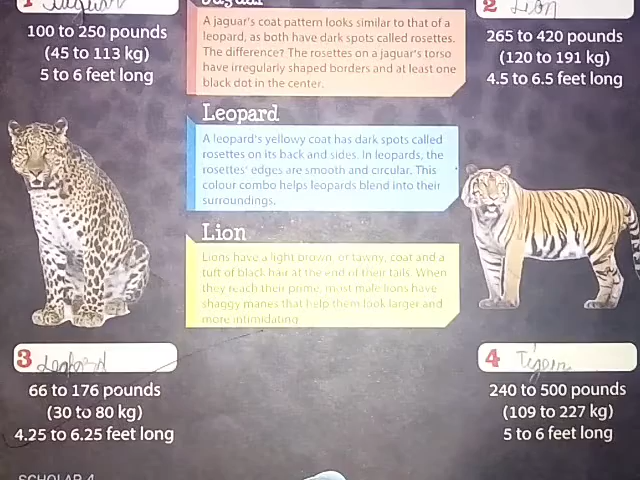 1 Jaguar
100 to 250 pounds
(45 to 113 kg)
5 to 6 feet long
Jaguar
A jaguar's coat pattern looks similar to that of a
leopard, as both have dark spots called rosettes.
The difference? The rosettes on a jaguar's torso
have irregularly shaped borders and at least one
black dot in the center.
2 Lion
265 to 420 pounds
(120 to 191 kg)
4.5 to 6.5 feet long
Leopard
A leopard's yellowy coat has dark spots called
rosettes on its back and sides. In leopards, the
rosettes' edges are smooth and circular. This
colour combo helps leopards blend into their
surroundings.
Lion
Lions have a light brown, or tawny, coat and a
tuft of black hair at the end of their tails. When
they reach their prime, most male lions have
shaggy manes that help them look larger and
more intimidating.
3
66 to 176 pounds
(30 to 80 kg)
4.25 to 6.25 feet long
4
240 to 500 pounds
(109 to 227 kg)
5 to 6 feet long
SCHOLAR 4